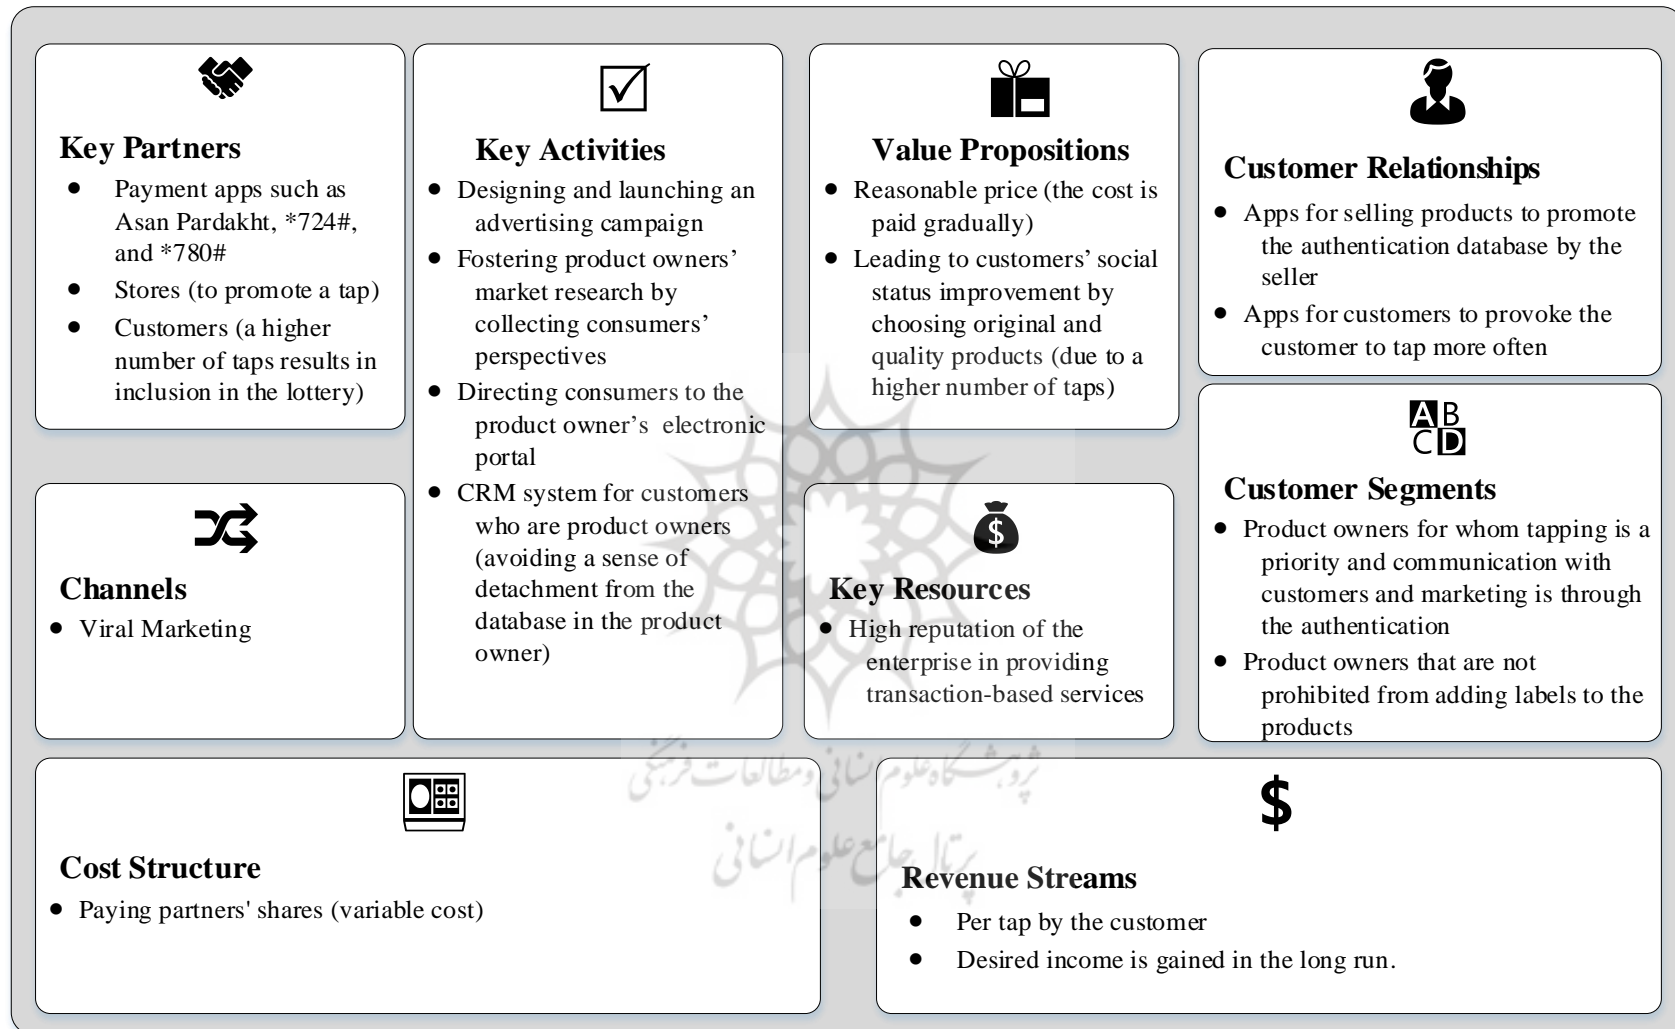 Key Partners
• Payment apps such as
Asan Pardakht, *724#,
and *780#
• Stores (to promote a tap)
• Customers (a higher
number of taps results in
inclusion in the lottery)
Key Activities
• Designing and launching an
advertising campaign
• Fostering product owners’
market research by
collecting consumers’
perspectives
• Directing consumers to the
product owner’s electronic
portal
• CRM system for customers
who are product owners
(avoiding a sense of
detachment from the
database in the product
owner)
Value Propositions
• Reasonable price (the cost is
paid gradually)
• Leading to customers’ social
status improvement by
choosing original and
quality products (due to a
higher number of taps)
Customer Relationships
• Apps for selling products to promote
the authentication database by the
seller
• Apps for customers to provoke the
customer to tap more often
A B
C D
Customer Segments
• Product owners for whom tapping is a
priority and communication with
customers and marketing is through
the authentication
• Product owners that are not
prohibited from adding labels to the
products
Channels
• Viral Marketing
$
Key Resources
• High reputation of the
enterprise in providing
transaction-based services
پژوهشگاه علوم انسانی و مطالعات فرهنگی
پرتال جامع علوم انسانی
Cost Structure
• Paying partners' shares (variable cost)
$
Revenue Streams
• Per tap by the customer
• Desired income is gained in the long run.